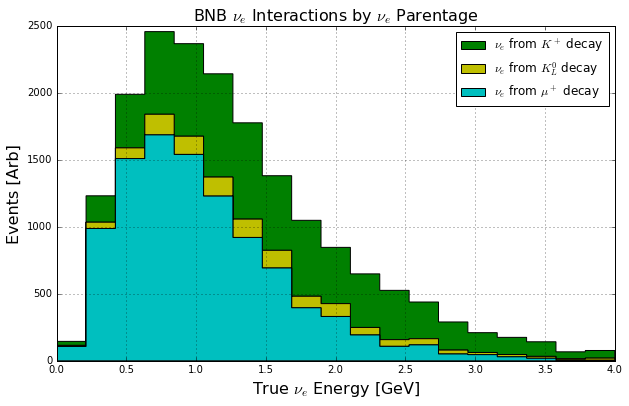 BNB νₑ Interactions by νₑ Parentage
νₑ from K⁺ decay
νₑ from K⁰_L decay
νₑ from μ⁺ decay
Events [Arb]
2500
2000
1500
1000
500
0
0.0 0.5 1.0 1.5 2.0 2.5 3.0 3.5 4.0
True νₑ Energy [GeV]